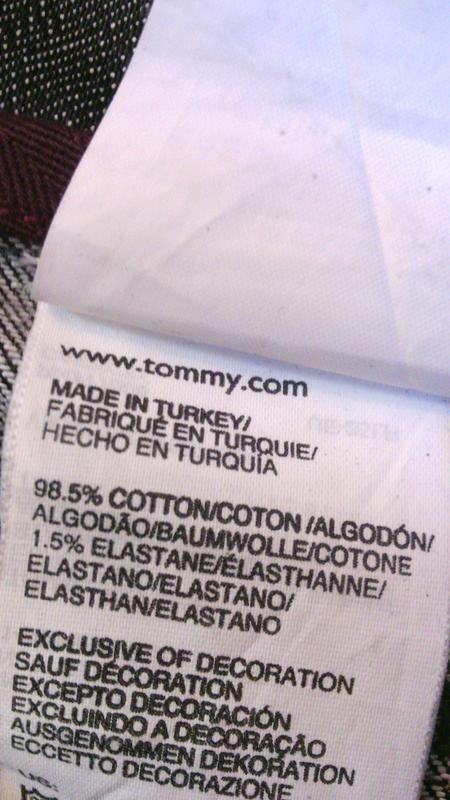 www.tommy.com
MADE IN TURKEY/
FABRIQUÉ EN TURQUIE/
HECHO EN TURQUÍA
98.5% COTTON/COTON /ALGODÓN/
ALGODÃO/BAUMWOLLE/COTONE
1.5% ELASTANE/ÉLASTHANNE/
ELASTANO/ELASTANO/
ELASTHAN/ELASTANO
EXCLUSIVE OF DECORATION
SAUF DÉCORATION
EXCEPTO DECORACIÓN
EXCLUINDO A DECORAÇÃO
AUSGENOMMEN DEKORATION
ECCETTO DECORAZIONE